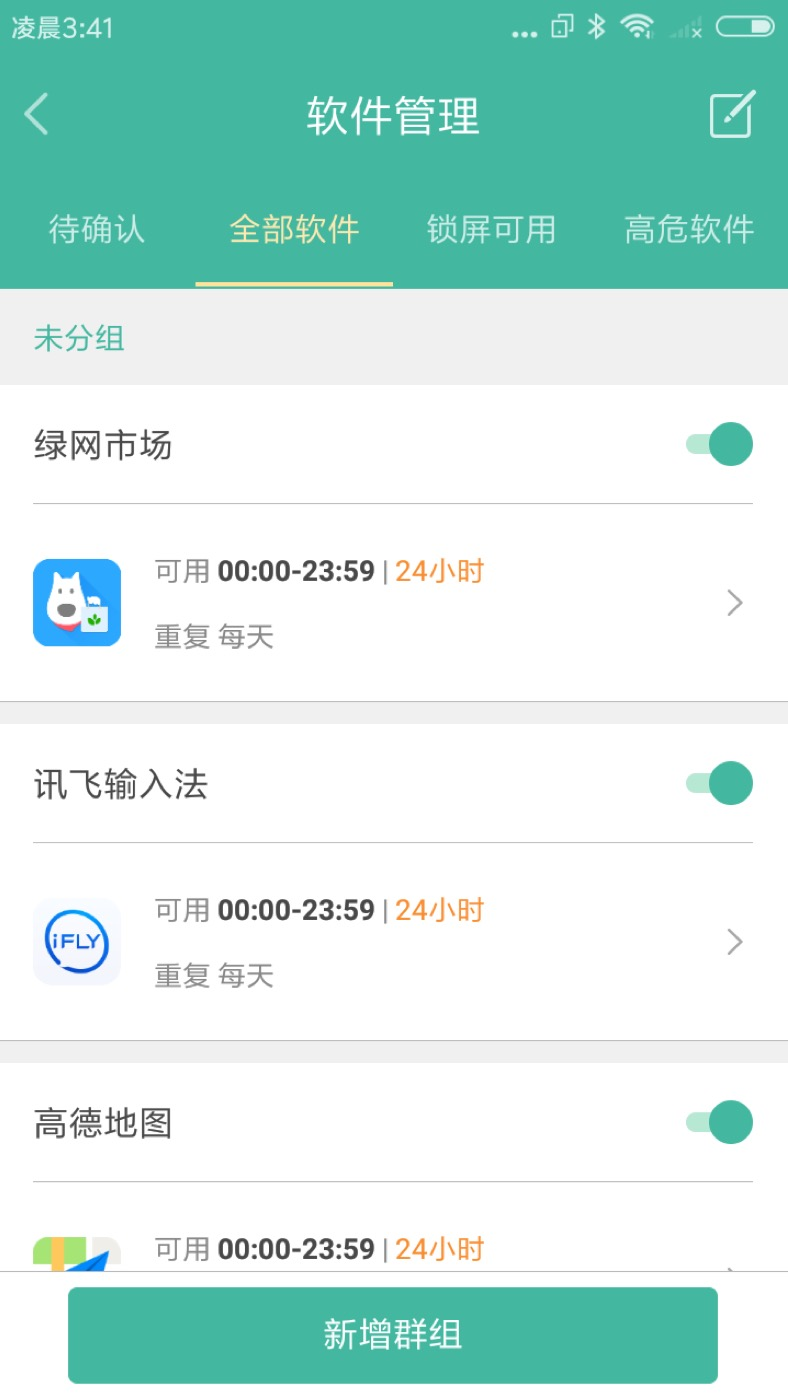 凌晨3:41
软件管理
待确认 全部软件 锁屏可用 高危软件
未分组
绿网市场
可用 00:00-23:59 | 24小时
重复 每天
讯飞输入法
iFLY
可用 00:00-23:59 | 24小时
重复 每天
高德地图
可用 00:00-23:59 | 24小时
新增群组